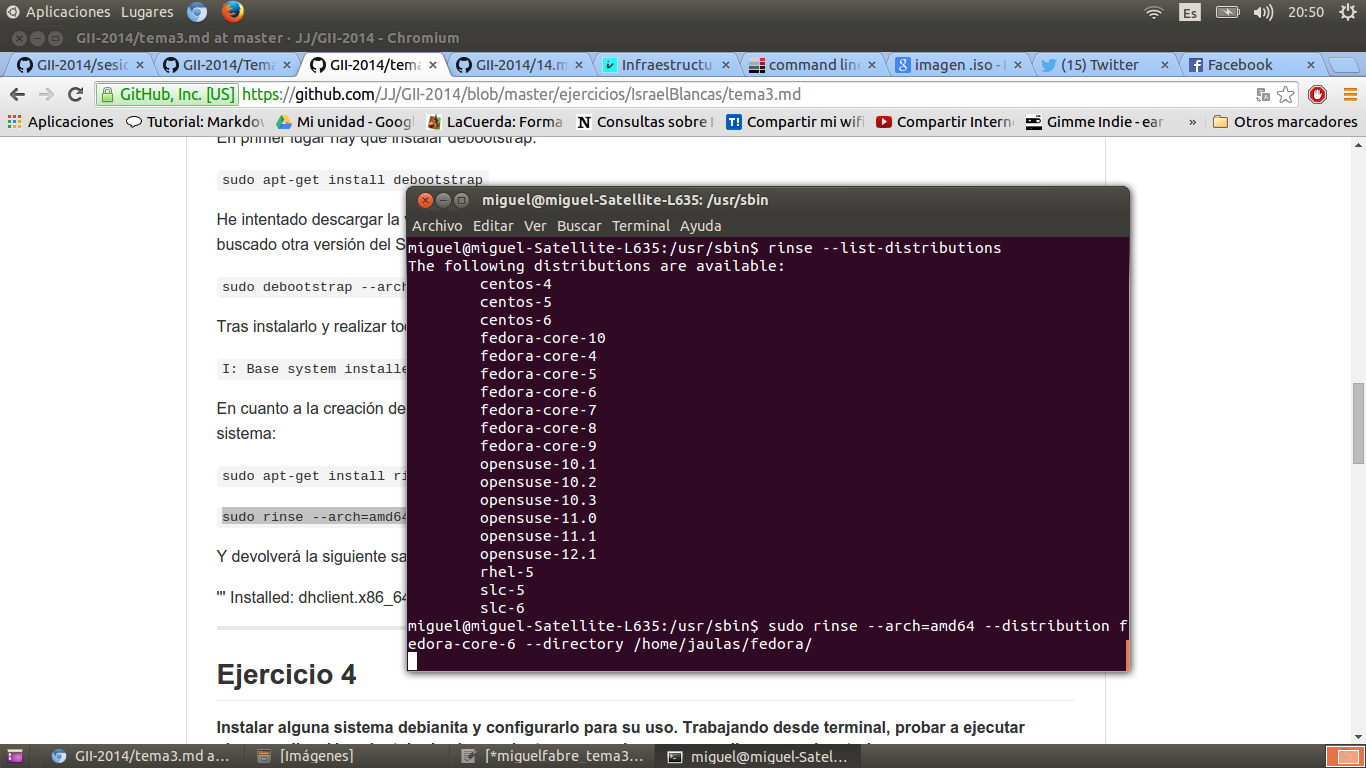 Aplicaciones Lugares Es 20:50
GII-2014/tema3.md at master · JJ/GII-2014 - Chromium
GII-2014/sesi GII-2014/Tema GII-2014/tema GII-2014/14.m Infraestructu command line imagen .iso - (15) Twitter Facebook
GitHub, Inc. [US] https://github.com/JJ/GII-2014/blob/master/ejercicios/IsraelBlancas/tema3.md
Aplicaciones Tutorial: Markdov Mi unidad - Googl LaCuerda: Forma Consultas sobre Compartir mi wifi Compartir Intern Gimme Indie - ear » Otros marcadores
En primer lugar hay que instalar debootstrap.
sudo apt-get install debootstrap
He intentado descargar la
buscado otra versión del S
sudo debootstrap --arch
Tras instalarlo y realizar to
I: Base system installe
En cuanto a la creación de
sistema:
sudo apt-get install ri
sudo rinse --arch=amd64
Y devolverá la siguiente sa
''' Installed: dhclient.x86_64
Ejercicio 4
Instalar alguna sistema debianita y configurarlo para su uso. Trabajando desde terminal, probar a ejecutar
miguel@miguel-Satellite-L635: /usr/sbin
Archivo Editar Ver Buscar Terminal Ayuda
miguel@miguel-Satellite-L635:/usr/sbin$ rinse --list-distributions
The following distributions are available:
centos-4
centos-5
centos-6
fedora-core-10
fedora-core-4
fedora-core-5
fedora-core-6
fedora-core-7
fedora-core-8
fedora-core-9
opensuse-10.1
opensuse-10.2
opensuse-10.3
opensuse-11.0
opensuse-11.1
opensuse-12.1
rhel-5
slc-5
slc-6
miguel@miguel-Satellite-L635:/usr/sbin$ sudo rinse --arch=amd64 --distribution f
edora-core-6 --directory /home/jaulas/fedora/
GII-2014/tema3.md a... [Imágenes] [*miguelfabre_tema3... miguel@miguel-Satel...